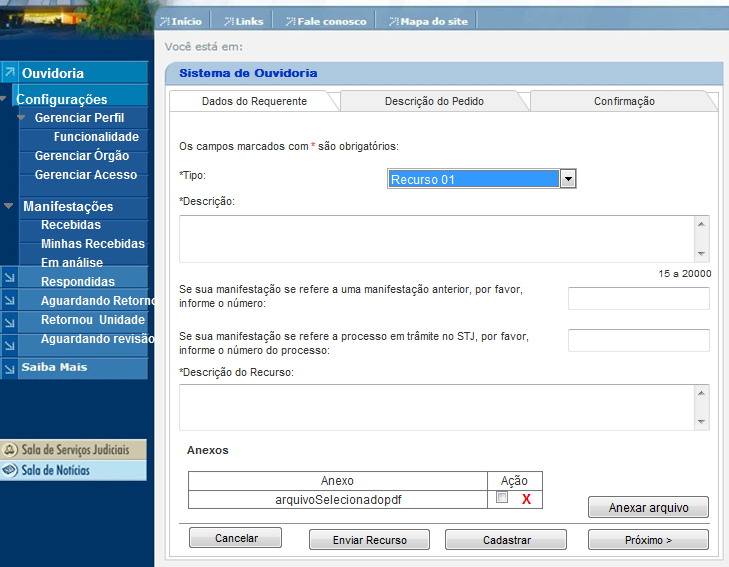 Início
Links
Fale conosco
Mapa do site
Você está em:
Ouvidoria
Configurações
Gerenciar Perfil
Funcionalidade
Gerenciar Órgão
Gerenciar Acesso
Manifestações
Recebidas
Minhas Recebidas
Em análise
Respondidas
Aguardando Retorno
Retornou Unidade
Aguardando revisão
Saiba Mais
Sala de Serviços Judiciais
Sala de Notícias
Sistema de Ouvidoria
Dados do Requerente
Descrição do Pedido
Confirmação
Os campos marcados com * são obrigatórios:
*Tipo:
Recurso 01
*Descrição:
15 a 20000
Se sua manifestação se refere a uma manifestação anterior, por favor,
informe o número:
Se sua manifestação se refere a processo em trâmite no STJ, por favor,
informe o número do processo:
*Descrição do Recurso:
Anexos
Anexo Ação
arquivoSelecionadopdf X
Anexar arquivo
Cancelar
Enviar Recurso
Cadastrar
Próximo >